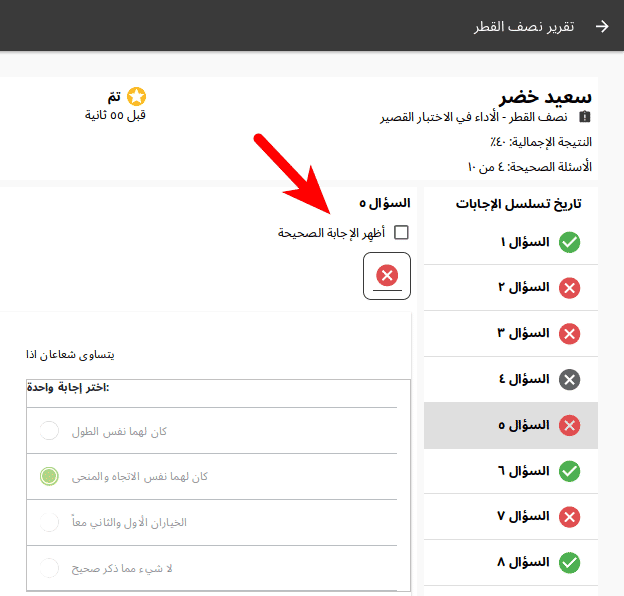 تقرير نصف القطر
سعيد خضر
نصف القطر - الأداء في الاختبار القصير
النتيجة الإجمالية: ٤٠٪
الأسئلة الصحيحة: ٤ من ١٠
تمّ
قبل ٥٥ ثانية
تاريخ تسلسل الإجابات
السؤال ١
السؤال ٢
السؤال ٣
السؤال ٤
السؤال ٥
السؤال ٦
السؤال ٧
السؤال ٨
السؤال ٥
أظهِر الإجابة الصحيحة
يتساوى شعاعان اذا
اختر إجابة واحدة:
كان لهما نفس الطول
كان لهما نفس الاتجاه والمنحى
الخياران الأول والثاني معاً
لا شيء مما ذكر صحيح